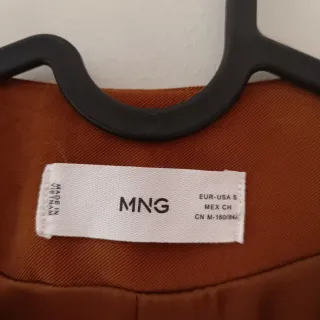 MADE IN
VIETNAM
MNG
EUR-USA S
MEX CH
CN M-160/84A